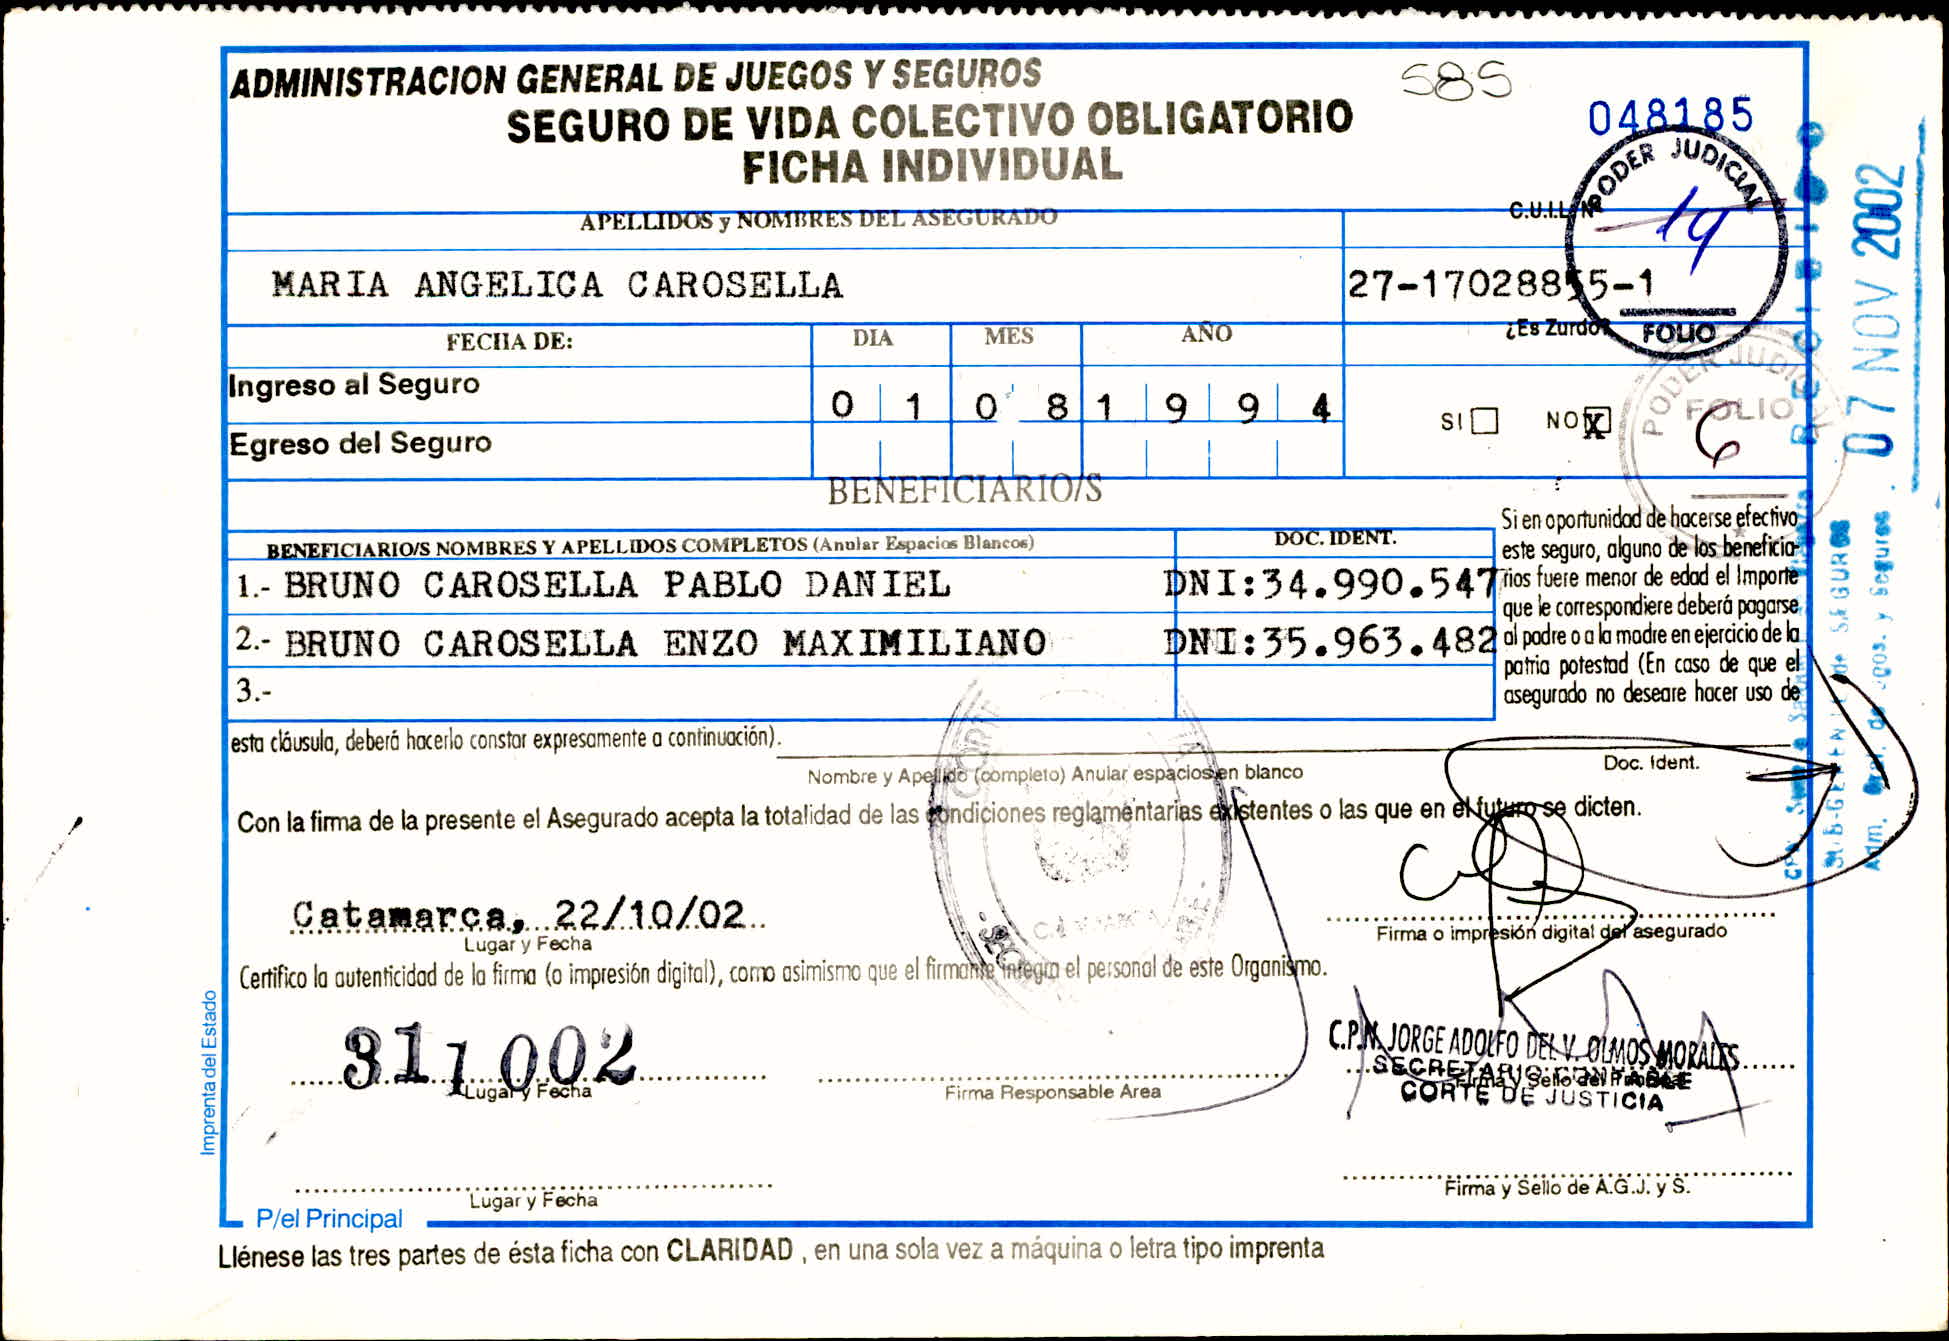 ADMINISTRACION GENERAL DE JUEGOS Y SEGUROS
585
SEGURO DE VIDA COLECTIVO OBLIGATORIO
048185
FICHA INDIVIDUAL
PODER JUDICIAL
19
FOLIO
APELLIDOS y NOMBRES DEL ASEGURADO
C.U.I.L. Nº
MARIA ANGELICA CAROSELLA
27-17028855-1
FECHA DE:
DIA
MES
AÑO
¿Es Zurdo?
Ingreso al Seguro
0 1 0 8 1 9 9 4
SI
NO X
Egreso del Seguro
PODER JUDICIAL
FOLIO
6
07 NOV 2002
BENEFICIARIO/S
BENEFICIARIO/S NOMBRES Y APELLIDOS COMPLETOS (Anular Espacios Blancos)
DOC. IDENT.
1.- BRUNO CAROSELLA PABLO DANIEL DNI:34.990.547
2.- BRUNO CAROSELLA ENZO MAXIMILIANO DNI:35.963.482
3.-
Si en oportunidad de hacerse efectivo
este seguro, alguno de los beneficia-
rios fuere menor de edad el Importe
que le correspondiere deberá pagarse
al padre o a la madre en ejercicio de la
patria potestad (En caso de que el
asegurado no deseare hacer uso de
esta cláusula, deberá hacerlo constar expresamente a continuación).
Nombre y Apellido (completo) Anular espacios en blanco
Doc. Ident.
RECIBIDO
SUB-GERENTE de SEGUROS
Adm. Gral. de Jgos. y Seguros
Con la firma de la presente el Asegurado acepta la totalidad de las condiciones reglamentarias existentes o las que en el futuro se dicten.
Catamarca, 22/10/02
Lugar y Fecha
Firma o impresión digital del asegurado
Certifico la autenticidad de la firma (o impresión digital), como asimismo que el firmante integra el personal de este Organismo.
311002
Lugar y Fecha
Firma Responsable Area
C.P.N. JORGE ADOLFO DEL V. OLMOS MORALES
SECRETARIO CONTABLE
CORTE DE JUSTICIA
Lugar y Fecha
Firma y Sello de A.G.J. y S.
Imprenta del Estado
P/el Principal
Llénese las tres partes de ésta ficha con CLARIDAD , en una sola vez a máquina o letra tipo imprenta